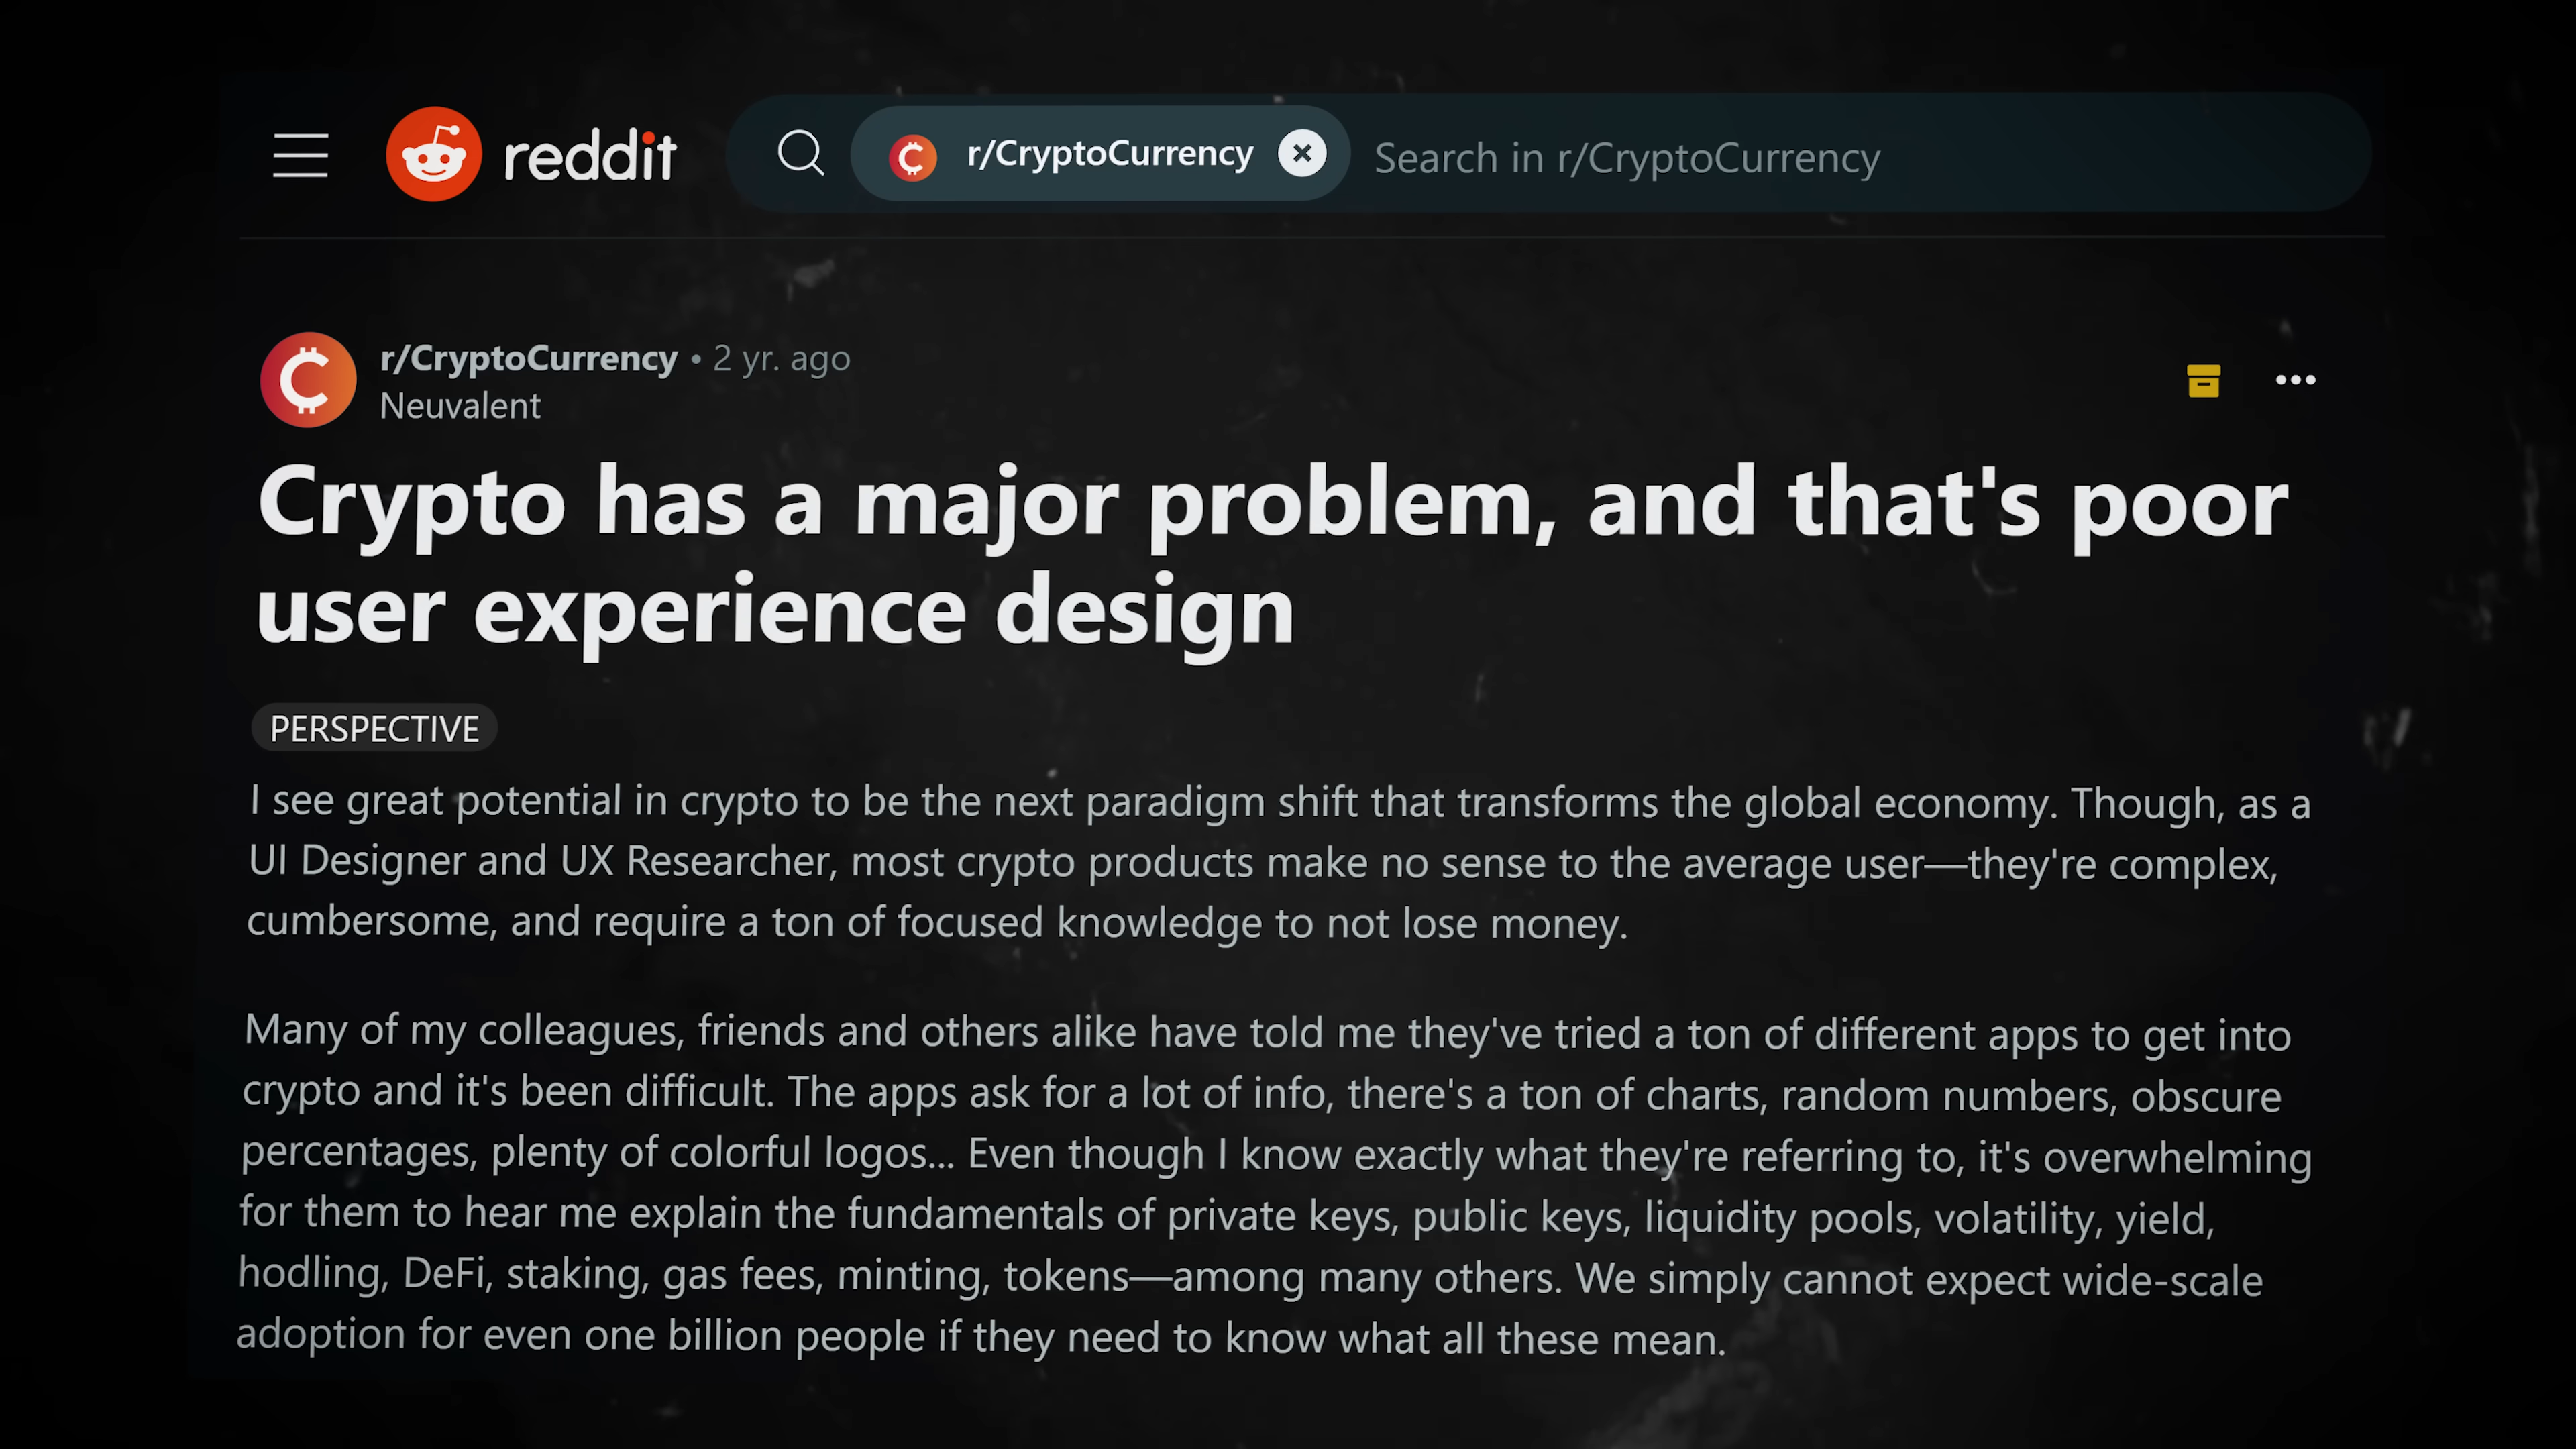 reddit
r/CryptoCurrency
Search in r/CryptoCurrency
r/CryptoCurrency • 2 yr. ago
Neuvalent
Crypto has a major problem, and that's poor
user experience design
PERSPECTIVE
I see great potential in crypto to be the next paradigm shift that transforms the global economy. Though, as a
UI Designer and UX Researcher, most crypto products make no sense to the average user—they're complex,
cumbersome, and require a ton of focused knowledge to not lose money.
Many of my colleagues, friends and others alike have told me they've tried a ton of different apps to get into
crypto and it's been difficult. The apps ask for a lot of info, there's a ton of charts, random numbers, obscure
percentages, plenty of colorful logos... Even though I know exactly what they're referring to, it's overwhelming
for them to hear me explain the fundamentals of private keys, public keys, liquidity pools, volatility, yield,
hodling, DeFi, staking, gas fees, minting, tokens—among many others. We simply cannot expect wide-scale
adoption for even one billion people if they need to know what all these mean.